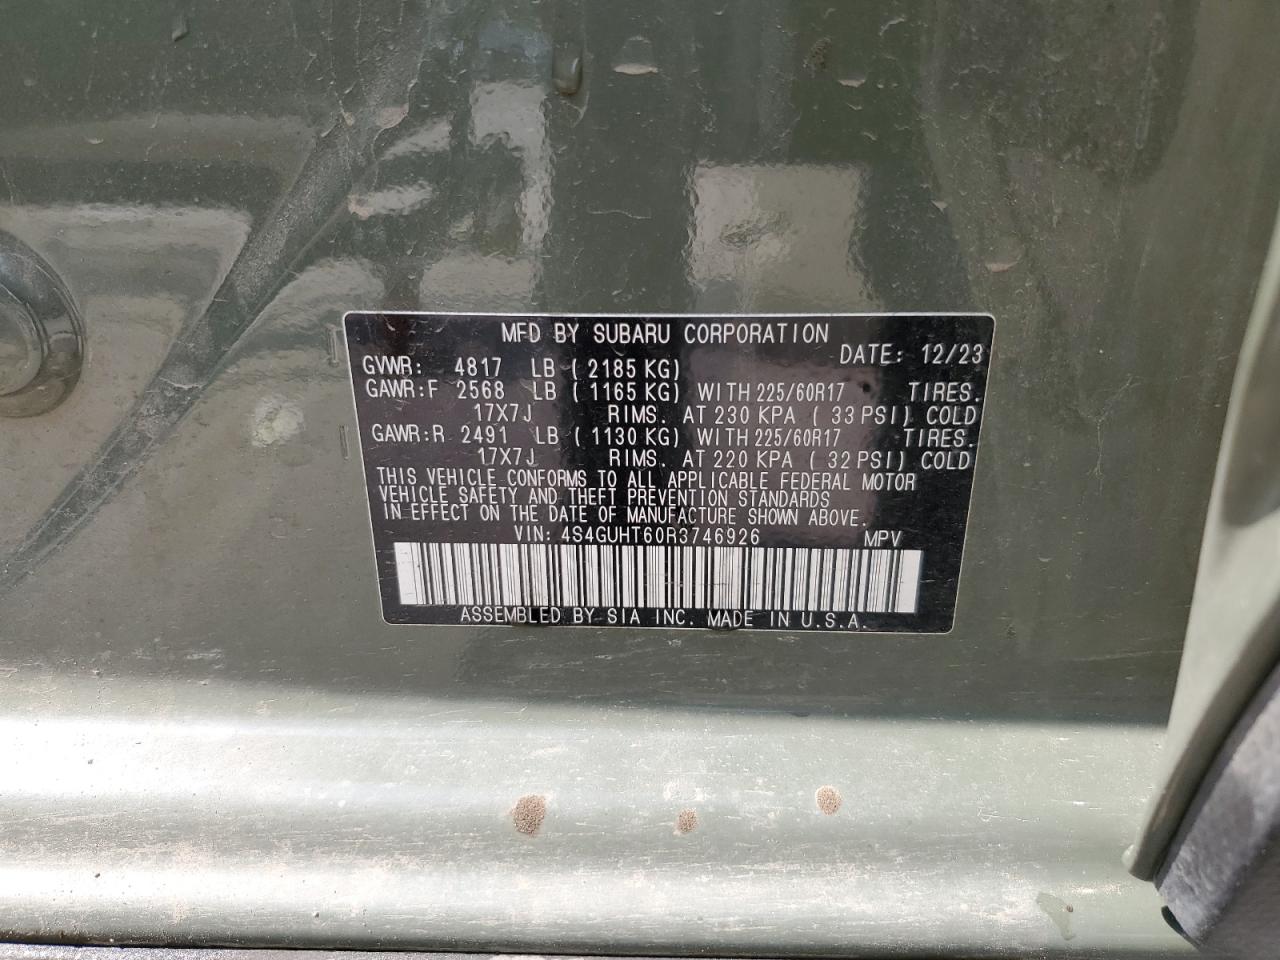 MFD BY SUBARU CORPORATION
DATE: 12/23
GVWR: 4817 LB ( 2185 KG)
GAWR:F 2568 LB ( 1165 KG) WITH 225/60R17 TIRES.
17X7J RIMS. AT 230 KPA ( 33 PSI) COLD
GAWR:R 2491 LB ( 1130 KG) WITH 225/60R17 TIRES.
17X7J RIMS. AT 220 KPA ( 32 PSI) COLD
THIS VEHICLE CONFORMS TO ALL APPLICABLE FEDERAL MOTOR
VEHICLE SAFETY AND THEFT PREVENTION STANDARDS
IN EFFECT ON THE DATE OF MANUFACTURE SHOWN ABOVE.
VIN: 4S4GUHT60R3746926 MPV
ASSEMBLED BY SIA INC. MADE IN U.S.A.